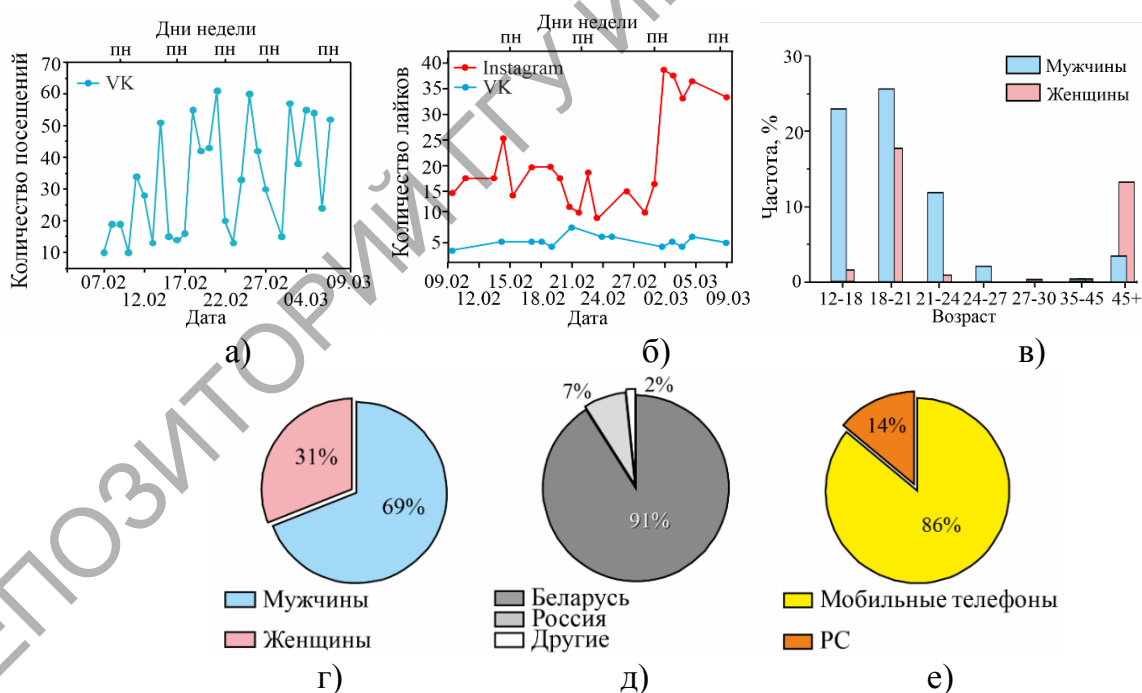 РЕПОЗИТОРИЙ ГГУ И
Дни недели
пн пн пн пн пн
Количество посещений
70
60
50
40
30
20
10
VK
07.02 17.02 27.02 09.03
12.02 22.02 04.03
Дата
а)
Дни недели
пн пн пн пн
Количество лайков
40
35
30
25
20
15
10
5
Instagram
VK
09.02 15.02 21.02 27.02 05.03
12.02 18.02 24.02 02.03 09.03
Дата
б)
Частота, %
30
20
10
0
Мужчины
Женщины
12-18 18-21 21-24 24-27 27-30 35-45 45+
Возраст
в)
31%
69%
Мужчины
Женщины
г)
7%
2%
91%
Беларусь
Россия
Другие
д)
14%
86%
Мобильные телефоны
PC
е)